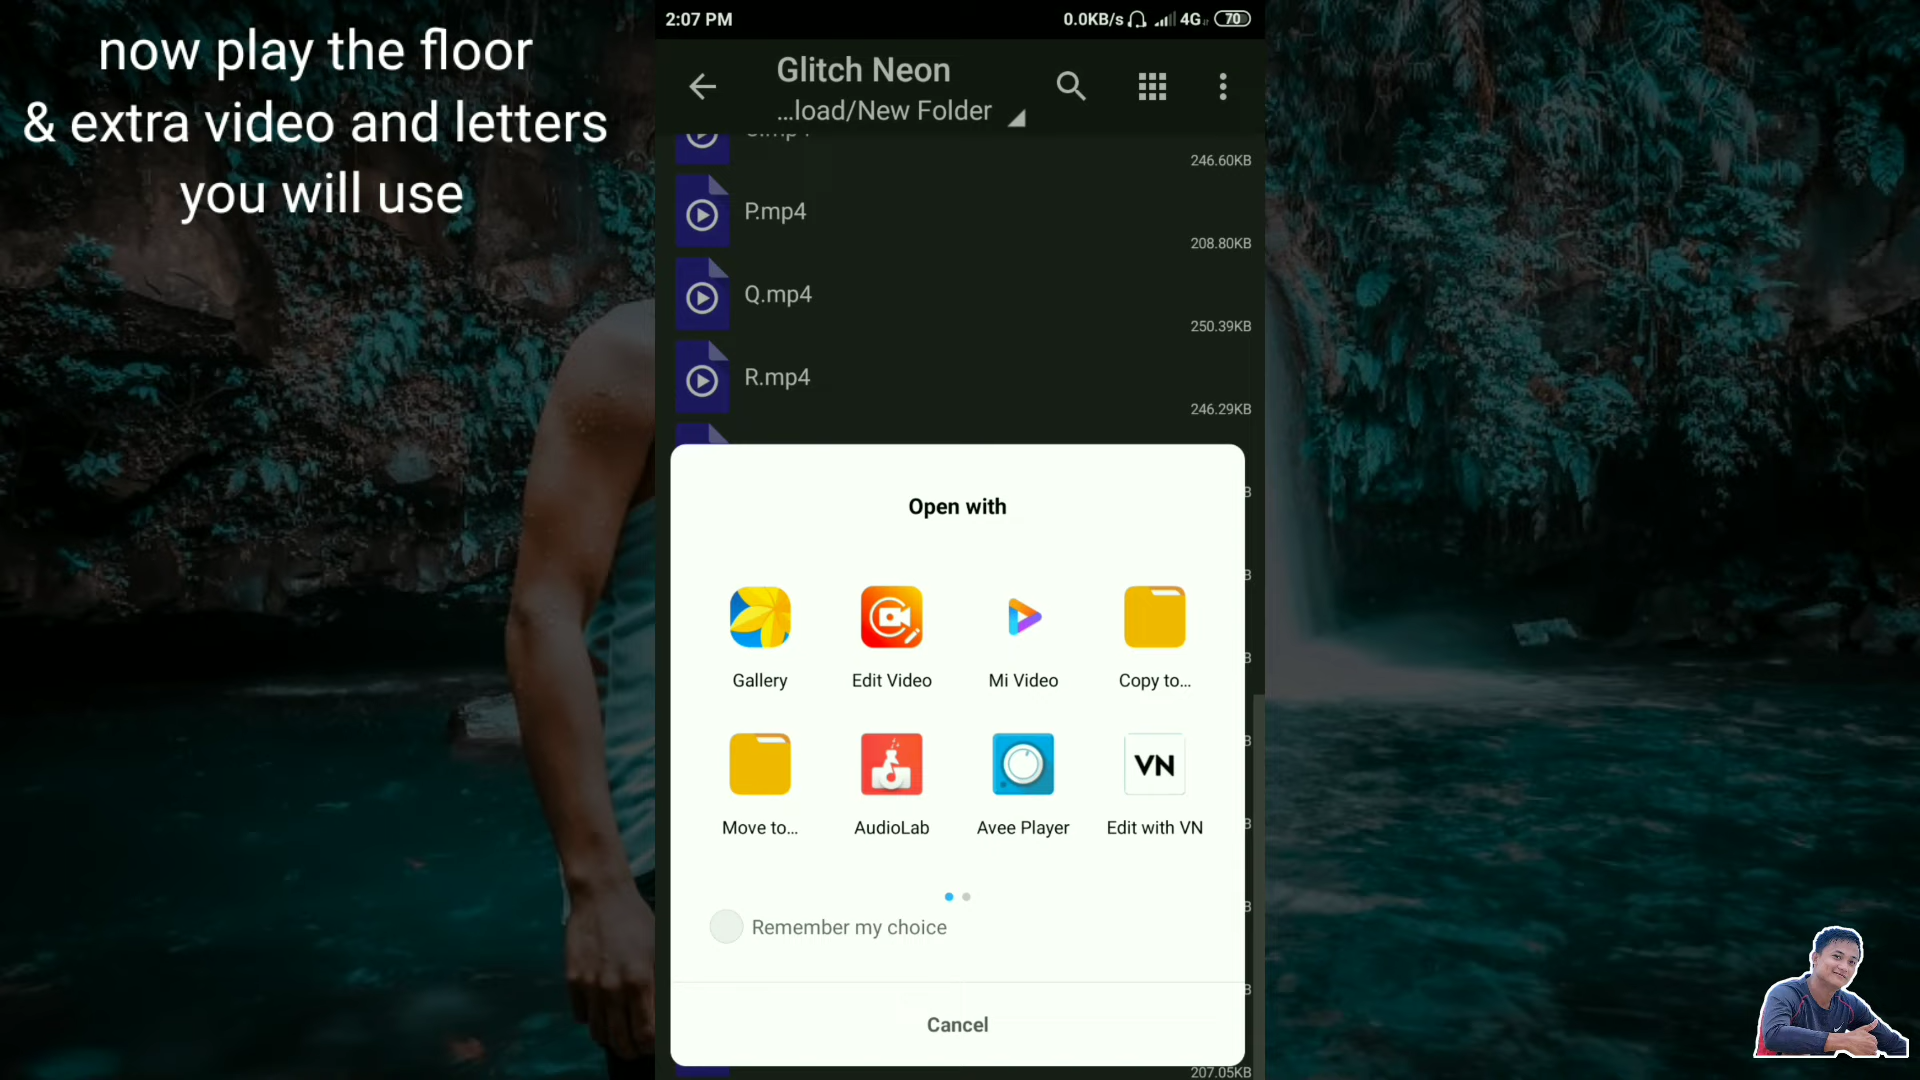 now play the floor
& extra video and letters
you will use
2:07 PM
0.0KB/s
4G
70
Glitch Neon
...load/New Folder
246.60KB
P.mp4
208.80KB
Q.mp4
250.39KB
R.mp4
246.29KB
Open with
Gallery
Edit Video
Mi Video
Copy to...
Move to...
AudioLab
Avee Player
VN
Edit with VN
Remember my choice
Cancel
207.05KB